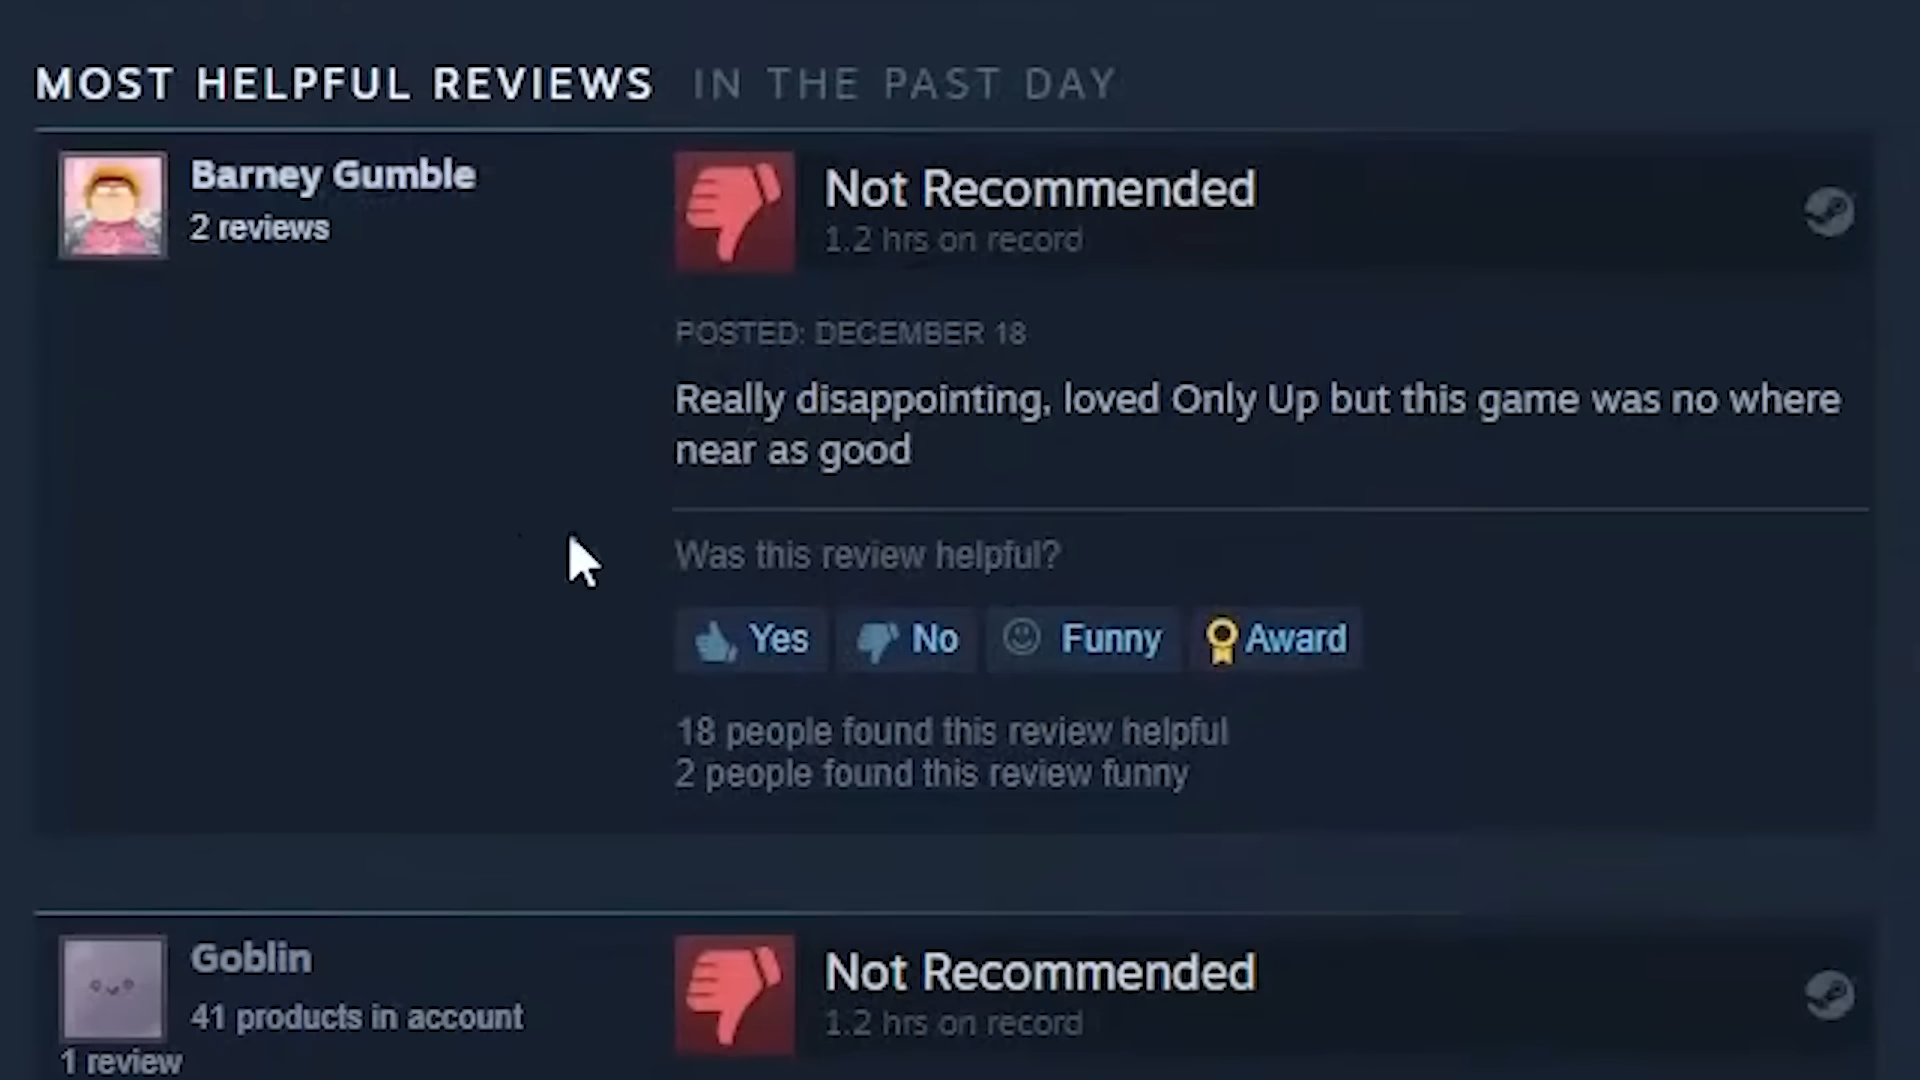 MOST HELPFUL REVIEWS IN THE PAST DAY
Barney Gumble
2 reviews
Not Recommended
1.2 hrs on record
POSTED: DECEMBER 18
Really disappointing, loved Only Up but this game was no where
near as good
Was this review helpful?
Yes No Funny Award
18 people found this review helpful
2 people found this review funny
Goblin
41 products in account
1 review
Not Recommended
1.2 hrs on record